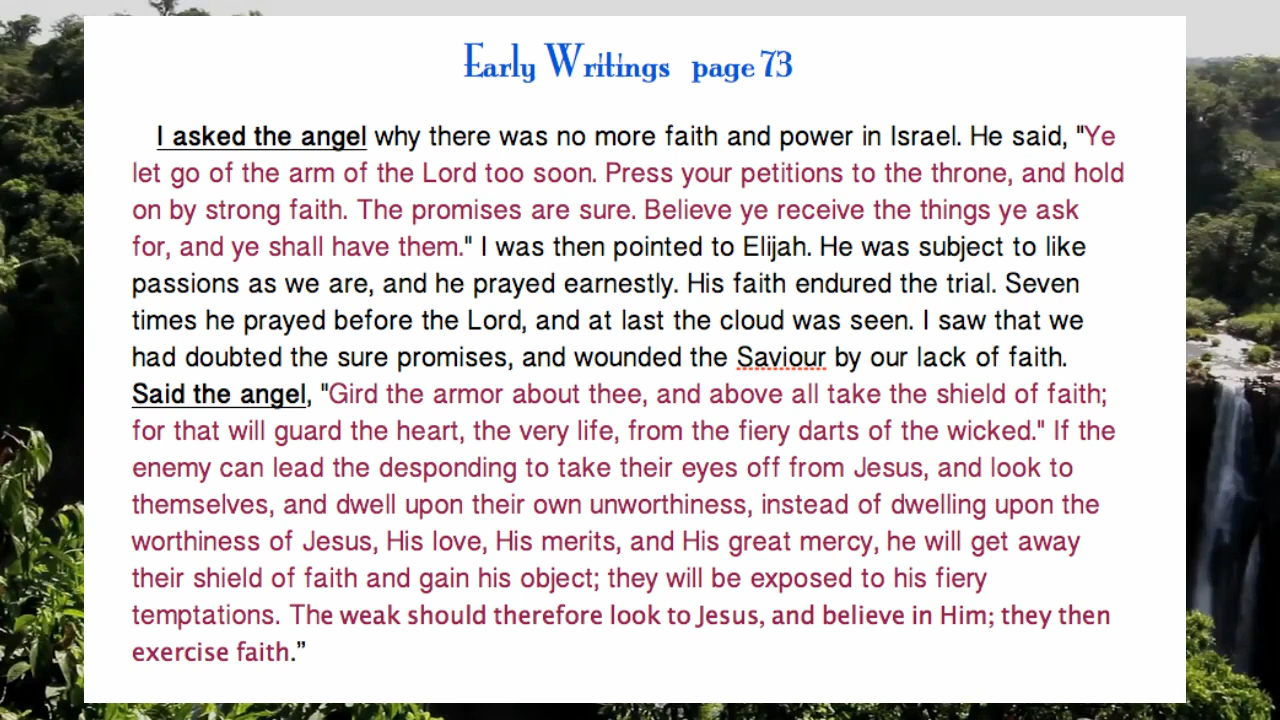 Early Writings page 73
I asked the angel why there was no more faith and power in Israel. He said, "Ye
let go of the arm of the Lord too soon. Press your petitions to the throne, and hold
on by strong faith. The promises are sure. Believe ye receive the things ye ask
for, and ye shall have them." I was then pointed to Elijah. He was subject to like
passions as we are, and he prayed earnestly. His faith endured the trial. Seven
times he prayed before the Lord, and at last the cloud was seen. I saw that we
had doubted the sure promises, and wounded the Saviour by our lack of faith.
Said the angel, "Gird the armor about thee, and above all take the shield of faith;
for that will guard the heart, the very life, from the fiery darts of the wicked." If the
enemy can lead the desponding to take their eyes off from Jesus, and look to
themselves, and dwell upon their own unworthiness, instead of dwelling upon the
worthiness of Jesus, His love, His merits, and His great mercy, he will get away
their shield of faith and gain his object; they will be exposed to his fiery
temptations. The weak should therefore look to Jesus, and believe in Him; they then
exercise faith.”